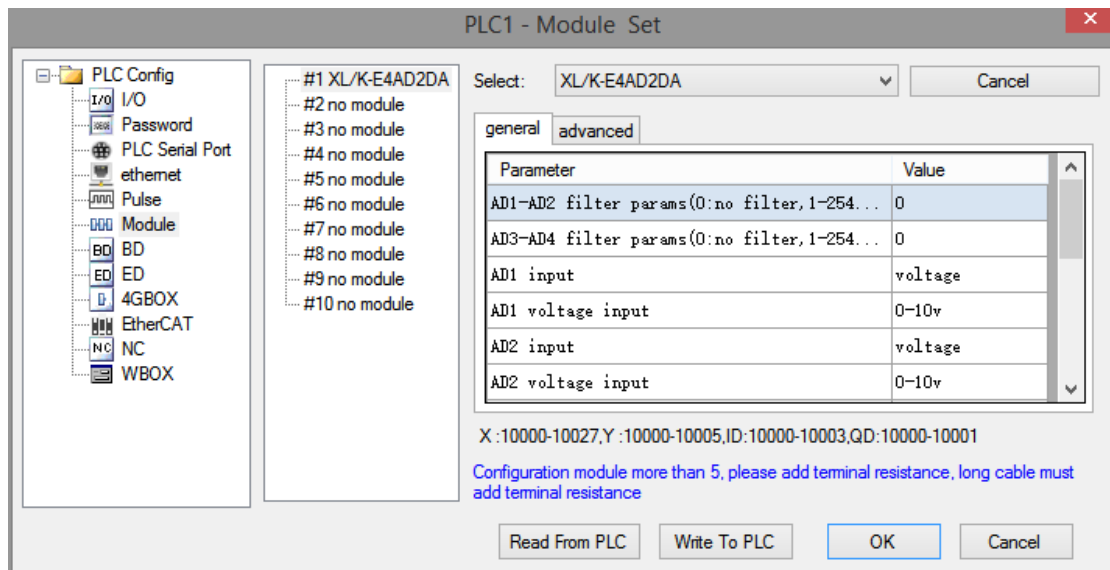 PLC1 - Module Set
PLC Config
I/O
I/O
Password
PLC Serial Port
ethernet
Pulse
Module
BD
BD
ED
ED
4GBOX
EtherCAT
NC
NC
WBOX
#1 XL/K-E4AD2DA
#2 no module
#3 no module
#4 no module
#5 no module
#6 no module
#7 no module
#8 no module
#9 no module
#10 no module
Select: XL/K-E4AD2DA Cancel
general advanced
Parameter Value
AD1-AD2 filter params(0:no filter,1-254... 0
AD3-AD4 filter params(0:no filter,1-254... 0
AD1 input voltage
AD1 voltage input 0-10v
AD2 input voltage
AD2 voltage input 0-10v
X :10000-10027,Y :10000-10005,ID:10000-10003,QD:10000-10001
Configuration module more than 5, please add terminal resistance, long cable must
add terminal resistance
Read From PLC Write To PLC OK Cancel